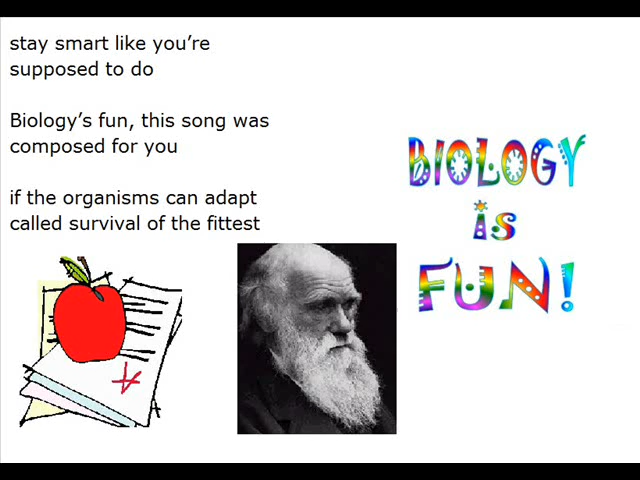 stay smart like you’re
supposed to do
Biology’s fun, this song was
composed for you
if the organisms can adapt
called survival of the fittest
BIOLOGY
is
FUN!
A